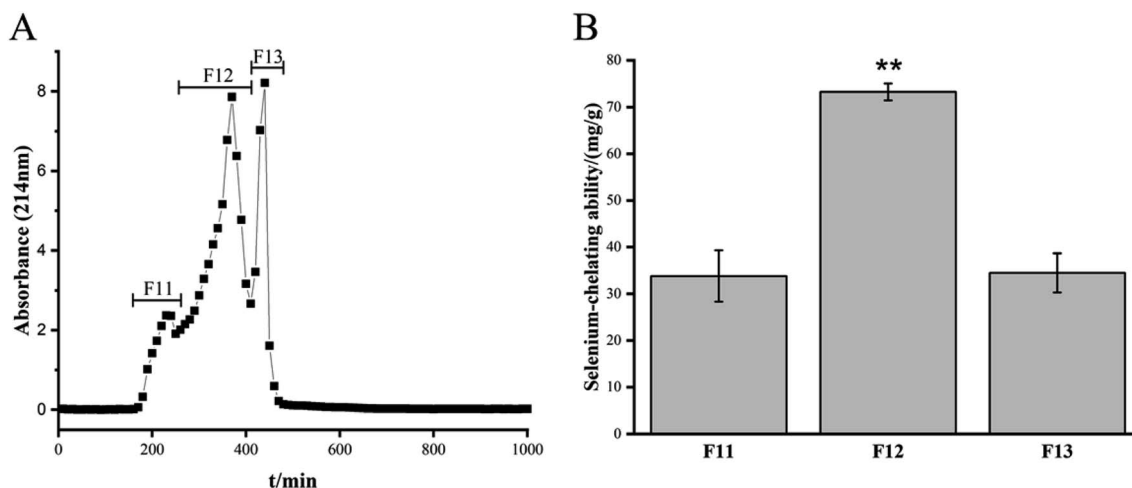 A
F11
F12
F13
8
6
4
2
0
Absorbance (214nm)
0
200
400
600
800
1000
t/min
B
**
80
70
60
50
40
30
20
10
0
Selenium-chelating ability/(mg/g)
F11
F12
F13